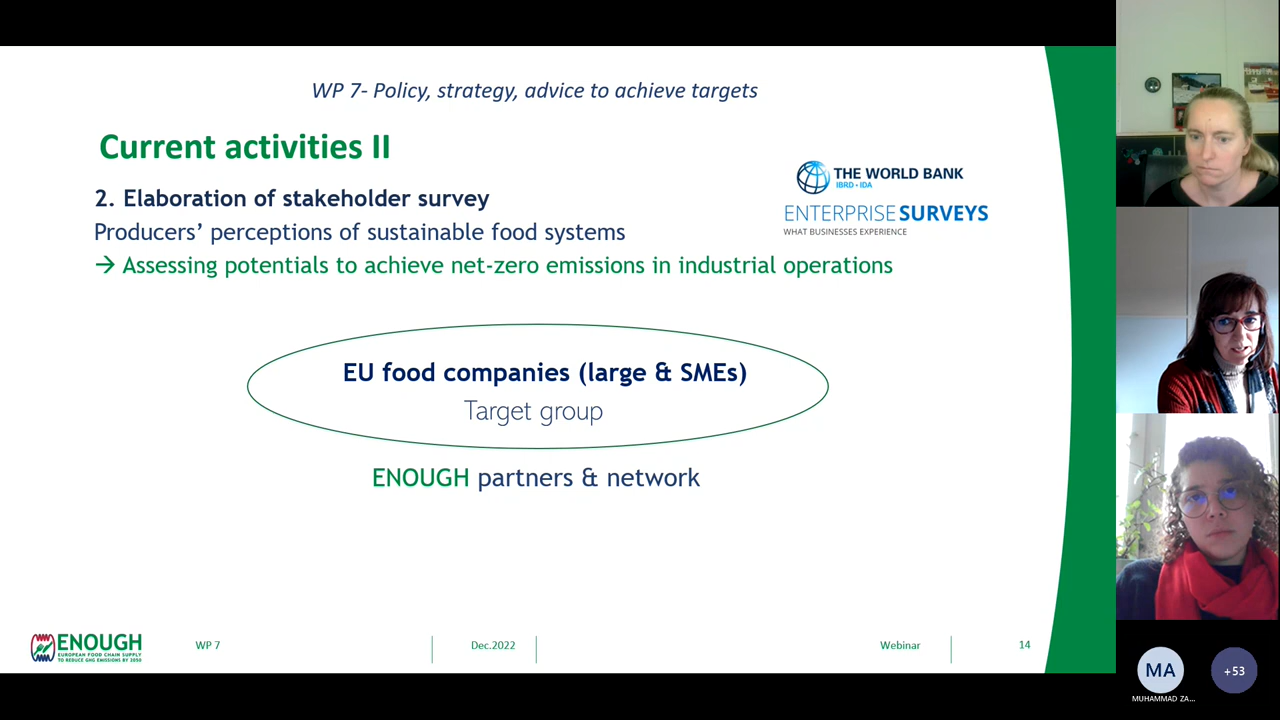 WP 7- Policy, strategy, advice to achieve targets
Current activities II
THE WORLD BANK
IBRD • IDA
2. Elaboration of stakeholder survey
ENTERPRISE SURVEYS
WHAT BUSINESSES EXPERIENCE
Producers’ perceptions of sustainable food systems
→ Assessing potentials to achieve net-zero emissions in industrial operations
EU food companies (large & SMEs)
Target group
ENOUGH partners & network
ENOUGH
EUROPEAN FOOD CHAIN SUPPLY
TO REDUCE GHG EMISSIONS BY 2050
WP 7
Dec.2022
Webinar
14
MA
+53
MUHAMMAD ZA...